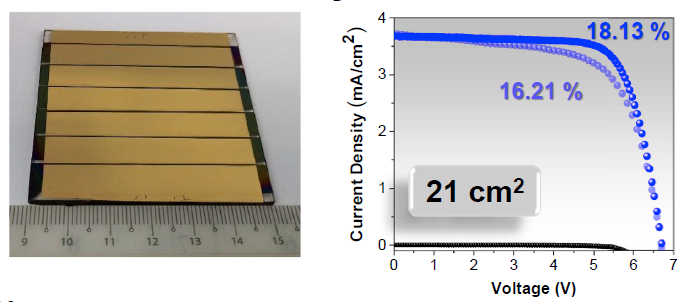 9 10 11 12 13 14 15
18.13 %
16.21 %
21 cm²
Current Density (mA/cm²)
4
3
2
1
0
0 1 2 3 4 5 6 7
Voltage (V)